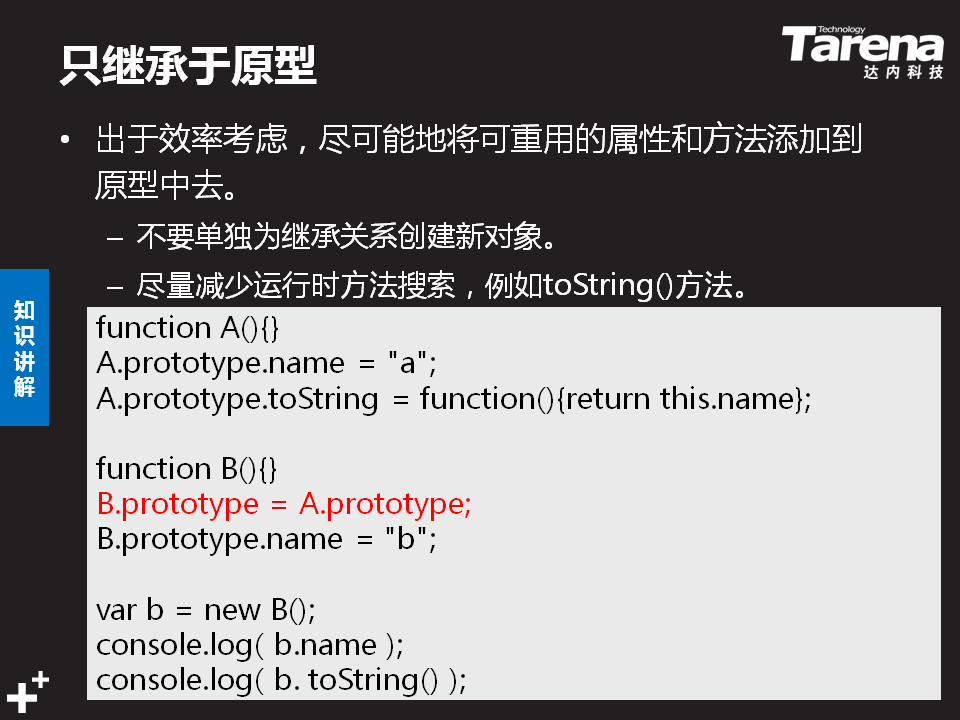 只继承于原型
Technology
Tarena
达内科技
• 出于效率考虑，尽可能地将可重用的属性和方法添加到
原型中去。
– 不要单独为继承关系创建新对象。
– 尽量减少运行时方法搜索，例如toString()方法。
知
识
讲
解
function A(){}
A.prototype.name = "a";
A.prototype.toString = function(){return this.name};
function B(){}
B.prototype = A.prototype;
B.prototype.name = "b";
var b = new B();
console.log( b.name );
console.log( b. toString() );